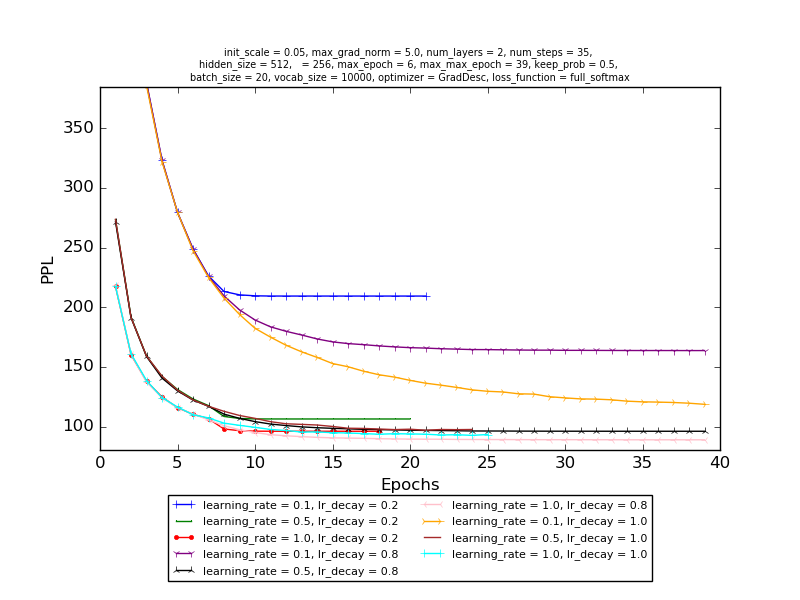 init_scale = 0.05, max_grad_norm = 5.0, num_layers = 2, num_steps = 35,
hidden_size = 512,   = 256, max_epoch = 6, max_max_epoch = 39, keep_prob = 0.5,
batch_size = 20, vocab_size = 10000, optimizer = GradDesc, loss_function = full_softmax
350
300
250
200
150
100
PPL
0 5 10 15 20 25 30 35 40
Epochs
learning_rate = 0.1, lr_decay = 0.2
learning_rate = 0.5, lr_decay = 0.2
learning_rate = 1.0, lr_decay = 0.2
learning_rate = 0.1, lr_decay = 0.8
learning_rate = 0.5, lr_decay = 0.8
learning_rate = 1.0, lr_decay = 0.8
learning_rate = 0.1, lr_decay = 1.0
learning_rate = 0.5, lr_decay = 1.0
learning_rate = 1.0, lr_decay = 1.0